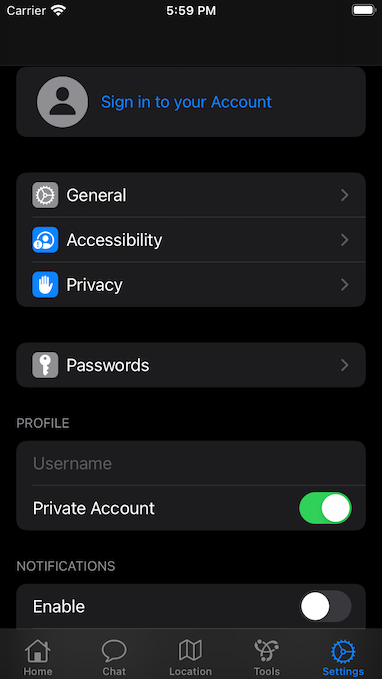 Carrier 5:59 PM
Sign in to your Account
General
Accessibility
Privacy
Passwords
PROFILE
Username
Private Account
NOTIFICATIONS
Enable
Home Chat Location Tools Settings